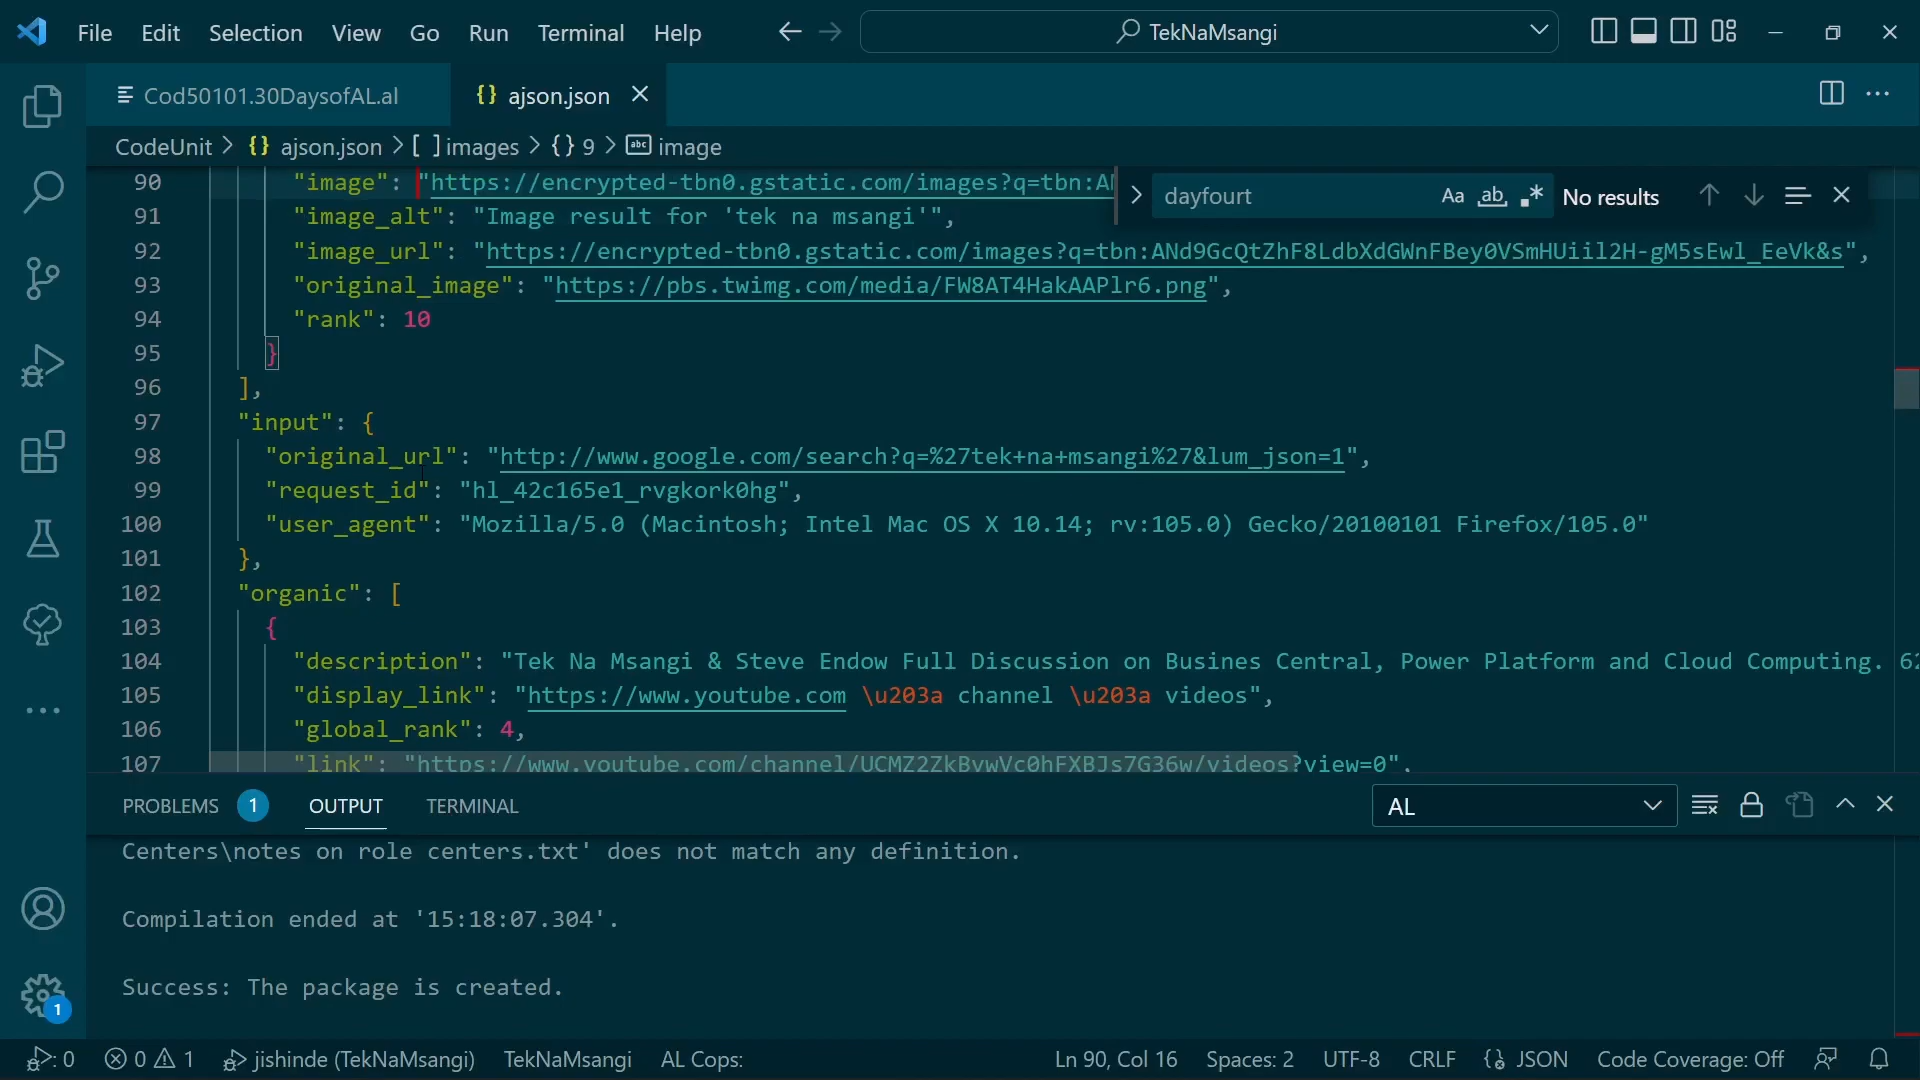 File Edit Selection View Go Run Terminal Help TekNaMsangi
Cod50101.30DaysofAL.al {} ajson.json
CodeUnit > {} ajson.json > [ ] images > {} 9 > abc image
dayfourt Aa ab .* No results
90 "image": "https://encrypted-tbn0.gstatic.com/images?q=tbn:AN
91 "image_alt": "Image result for 'tek na msangi'",
92 "image_url": "https://encrypted-tbn0.gstatic.com/images?q=tbn:ANd9GcQtZhF8LdbXdGWnFBey0VSmHUiil2H-gM5sEwl_EeVk&s",
93 "original_image": "https://pbs.twimg.com/media/FW8AT4HakAAPlr6.png",
94 "rank": 10
95 }
96 ],
97 "input": {
98 "original_url": "http://www.google.com/search?q=%27tek+na+msangi%27&lum_json=1",
99 "request_id": "hl_42c165e1_rvgkork0hg",
100 "user_agent": "Mozilla/5.0 (Macintosh; Intel Mac OS X 10.14; rv:105.0) Gecko/20100101 Firefox/105.0"
101 },
102 "organic": [
103 {
104 "description": "Tek Na Msangi & Steve Endow Full Discussion on Busines Central, Power Platform and Cloud Computing. 62
105 "display_link": "https://www.youtube.com \u203a channel \u203a videos",
106 "global_rank": 4,
107 "link": "https://www.youtube.com/channel/UCMZ2ZkBvwVc0hFXBJs7G36w/videos?view=0",
PROBLEMS 1 OUTPUT TERMINAL AL
Centers\notes on role centers.txt' does not match any definition.
Compilation ended at '15:18:07.304'.
Success: The package is created.
1
0 0 1 jishinde (TekNaMsangi) TekNaMsangi AL Cops: Ln 90, Col 16 Spaces: 2 UTF-8 CRLF {} JSON Code Coverage: Off